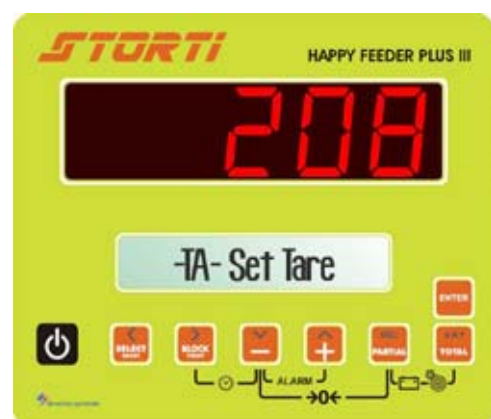 STORTI
HAPPY FEEDER PLUS III
208
-TA- Set Tare
ENTER
SELECT
BLOCK
PARTIAL
TOTAL
ALARM
→0←